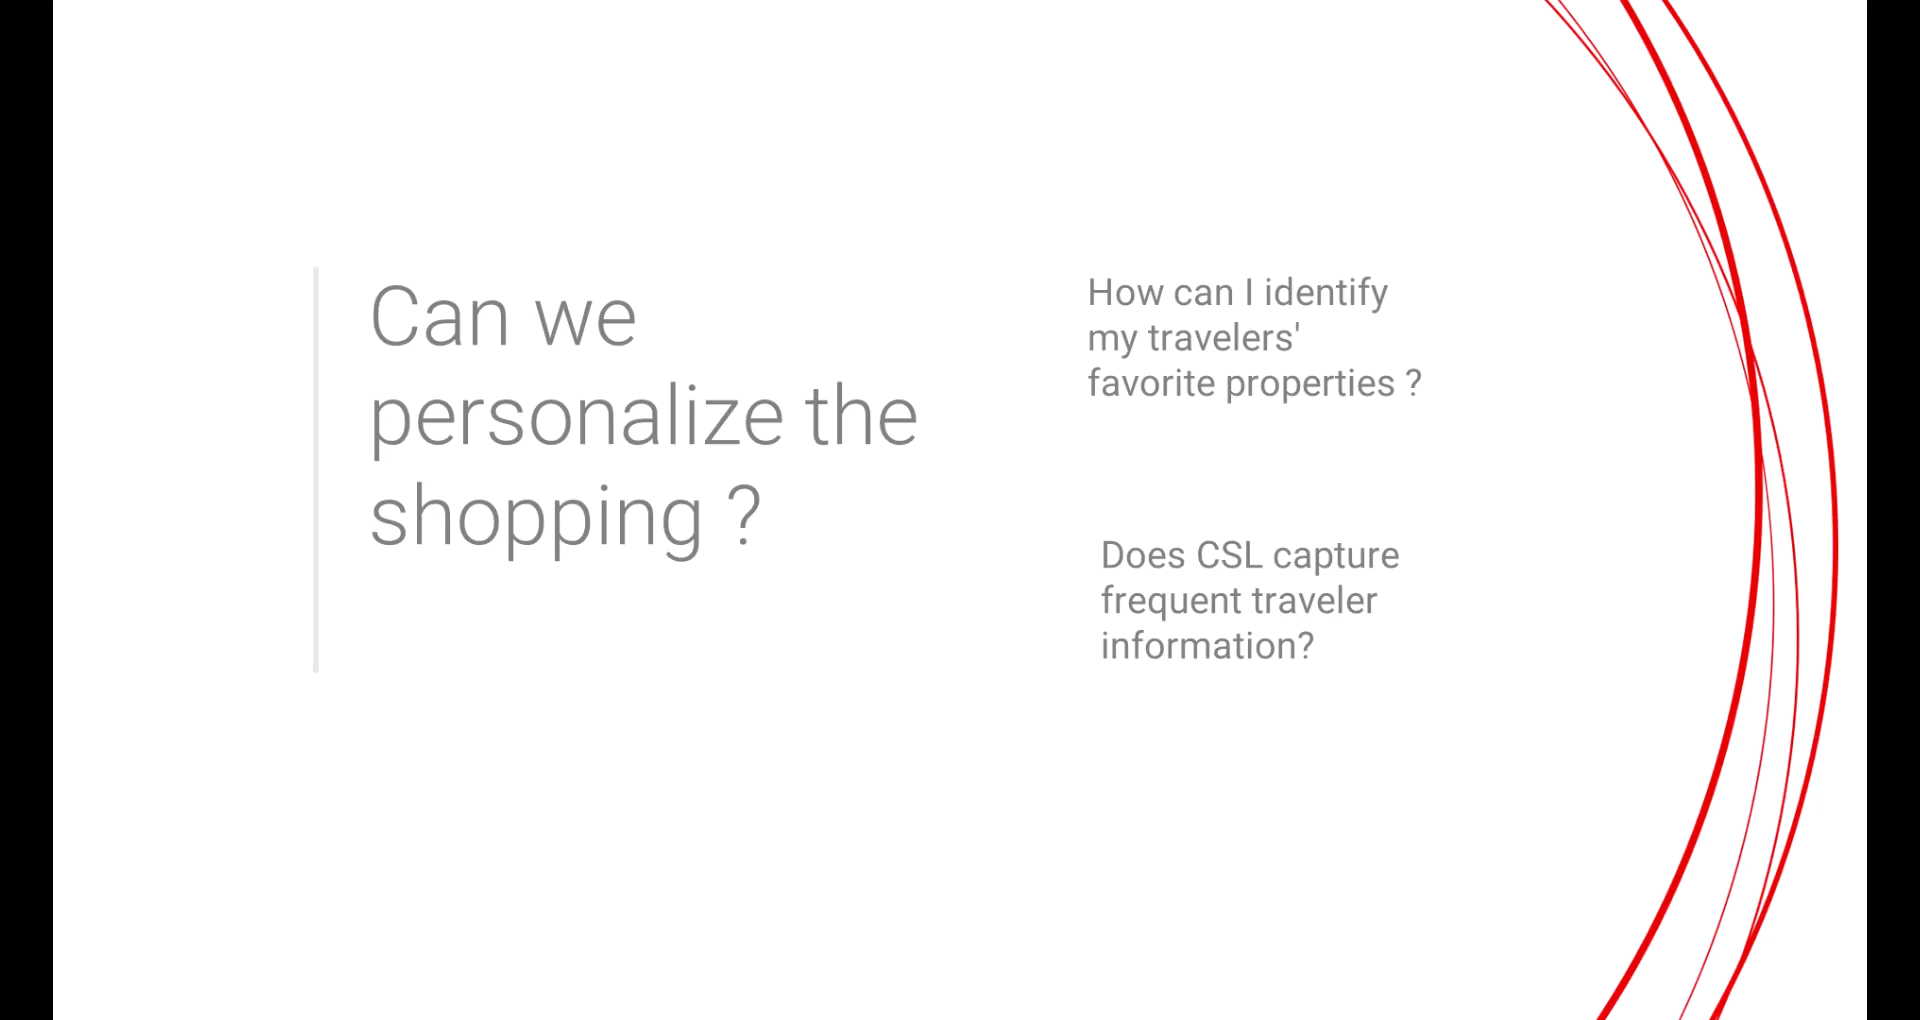 Can we
personalize the
shopping ?
How can I identify
my travelers'
favorite properties ?
Does CSL capture
frequent traveler
information?